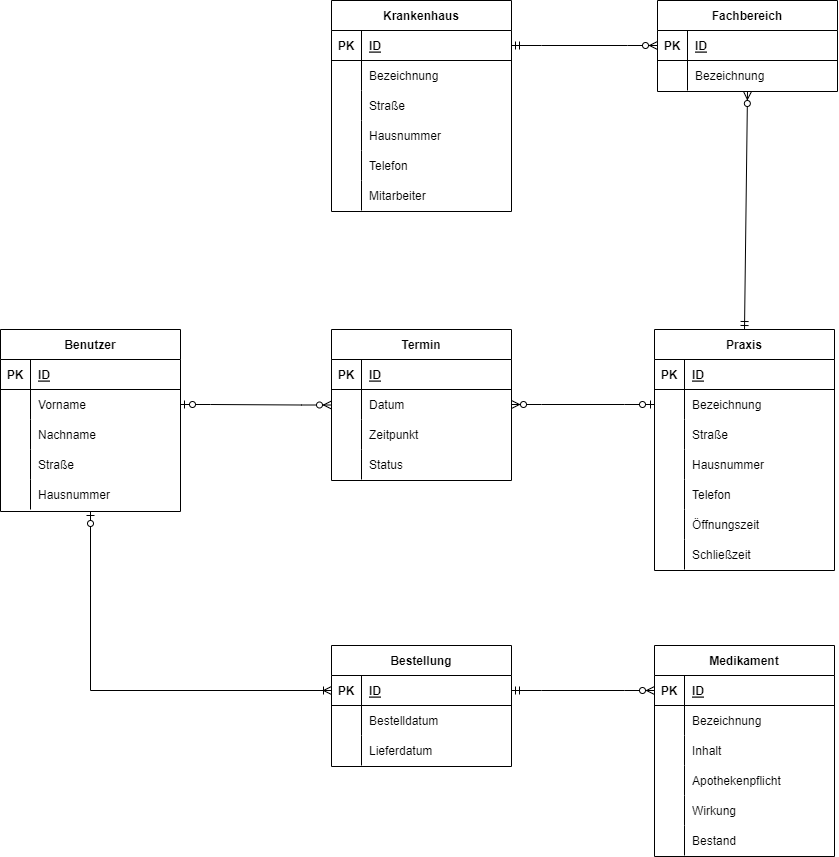 Krankenhaus
PK ID
Bezeichnung
Straße
Hausnummer
Telefon
Mitarbeiter
Fachbereich
PK ID
Bezeichnung
Benutzer
PK ID
Vorname
Nachname
Straße
Hausnummer
Termin
PK ID
Datum
Zeitpunkt
Status
Praxis
PK ID
Bezeichnung
Straße
Hausnummer
Telefon
Öffnungszeit
Schließzeit
Bestellung
PK ID
Bestelldatum
Lieferdatum
Medikament
PK ID
Bezeichnung
Inhalt
Apothekenpflicht
Wirkung
Bestand